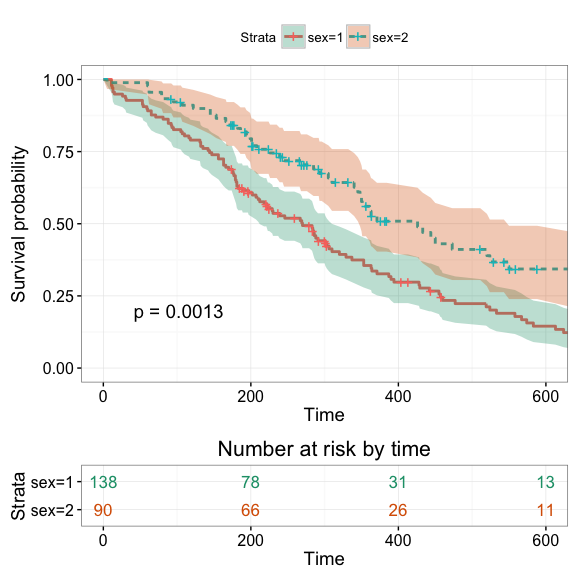 Strata sex=1 sex=2
Survival probability
1.00
0.75
0.50
0.25
0.00
p = 0.0013
0 200 400 600
Time
Number at risk by time
Strata
sex=1 138 78 31 13
sex=2 90 66 26 11
0 200 400 600
Time